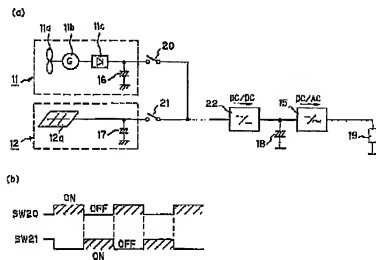 (a)
11a 11b 11c 20
G
16
11
21
DC/DC DC/AC
22 15
12a 17
12
18 19
(b)
ON OFF
SW20
SW21
ON OFF